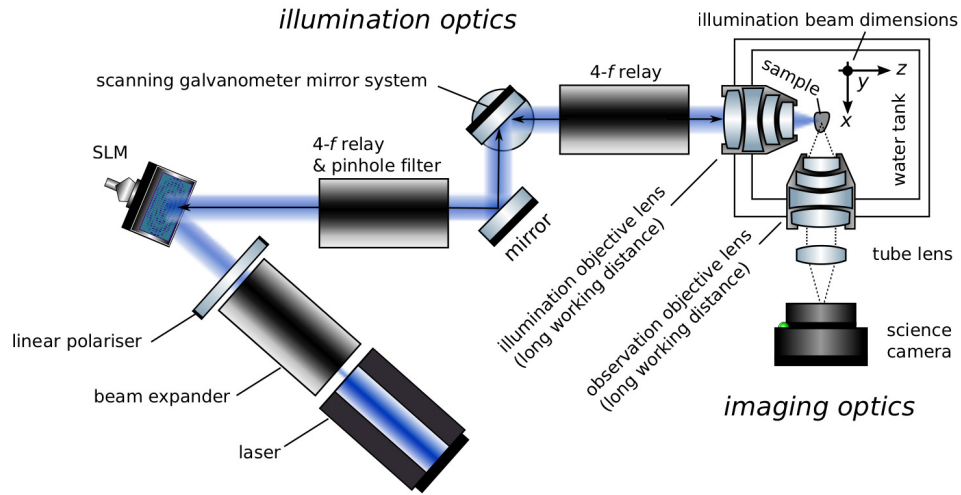 illumination optics
illumination beam dimensions
scanning galvanometer mirror system
4-f relay
sample
z
y
x
water tank
SLM
4-f relay
& pinhole filter
mirror
illumination objective lens
(long working distance)
observation objective lens
(long working distance)
tube lens
linear polariser
science
camera
beam expander
imaging optics
laser